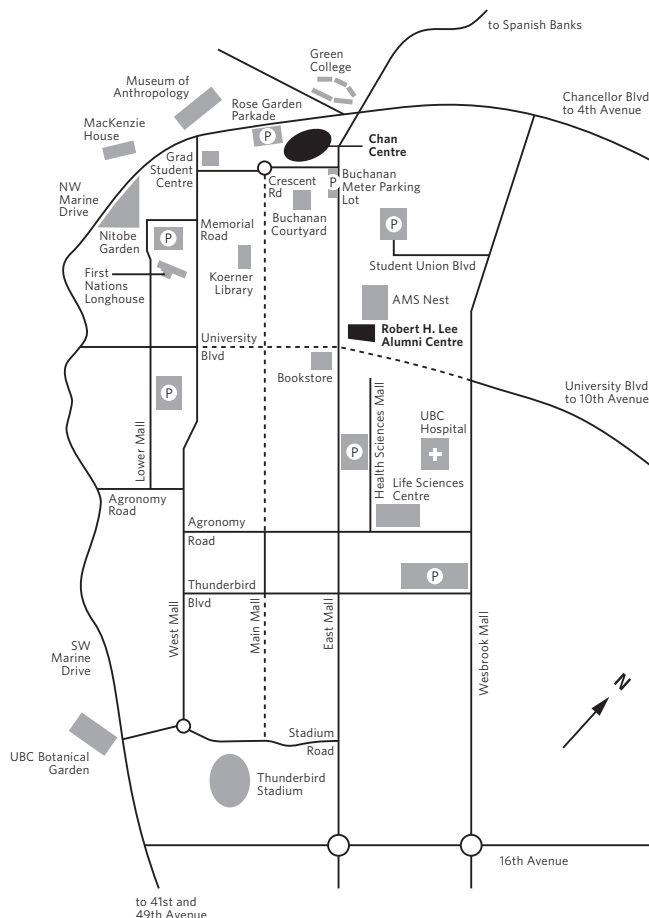 to Spanish Banks
Green
College
Museum of
Anthropology
Rose Garden
Parkade
Chancellor Blvd
to 4th Avenue
MacKenzie
House
P
Chan
Centre
Grad
Student
Centre
Crescent
Rd
P
Buchanan
Meter Parking
Lot
NW
Marine
Drive
Buchanan
Courtyard
Nitobe
Garden
P
Memorial
Road
P
Student Union Blvd
First
Nations
Longhouse
Koerner
Library
AMS Nest
Robert H. Lee
Alumni Centre
University
Blvd
Bookstore
University Blvd
to 10th Avenue
P
Lower Mall
Health Sciences Mall
UBC
Hospital
P
Life Sciences
Centre
Agronomy
Road
Agronomy
Road
P
Thunderbird
Blvd
West Mall
Main Mall
East Mall
Wesbrook Mall
SW
Marine
Drive
N
Stadium
Road
UBC Botanical
Garden
Thunderbird
Stadium
16th Avenue
to 41st and
49th Avenue